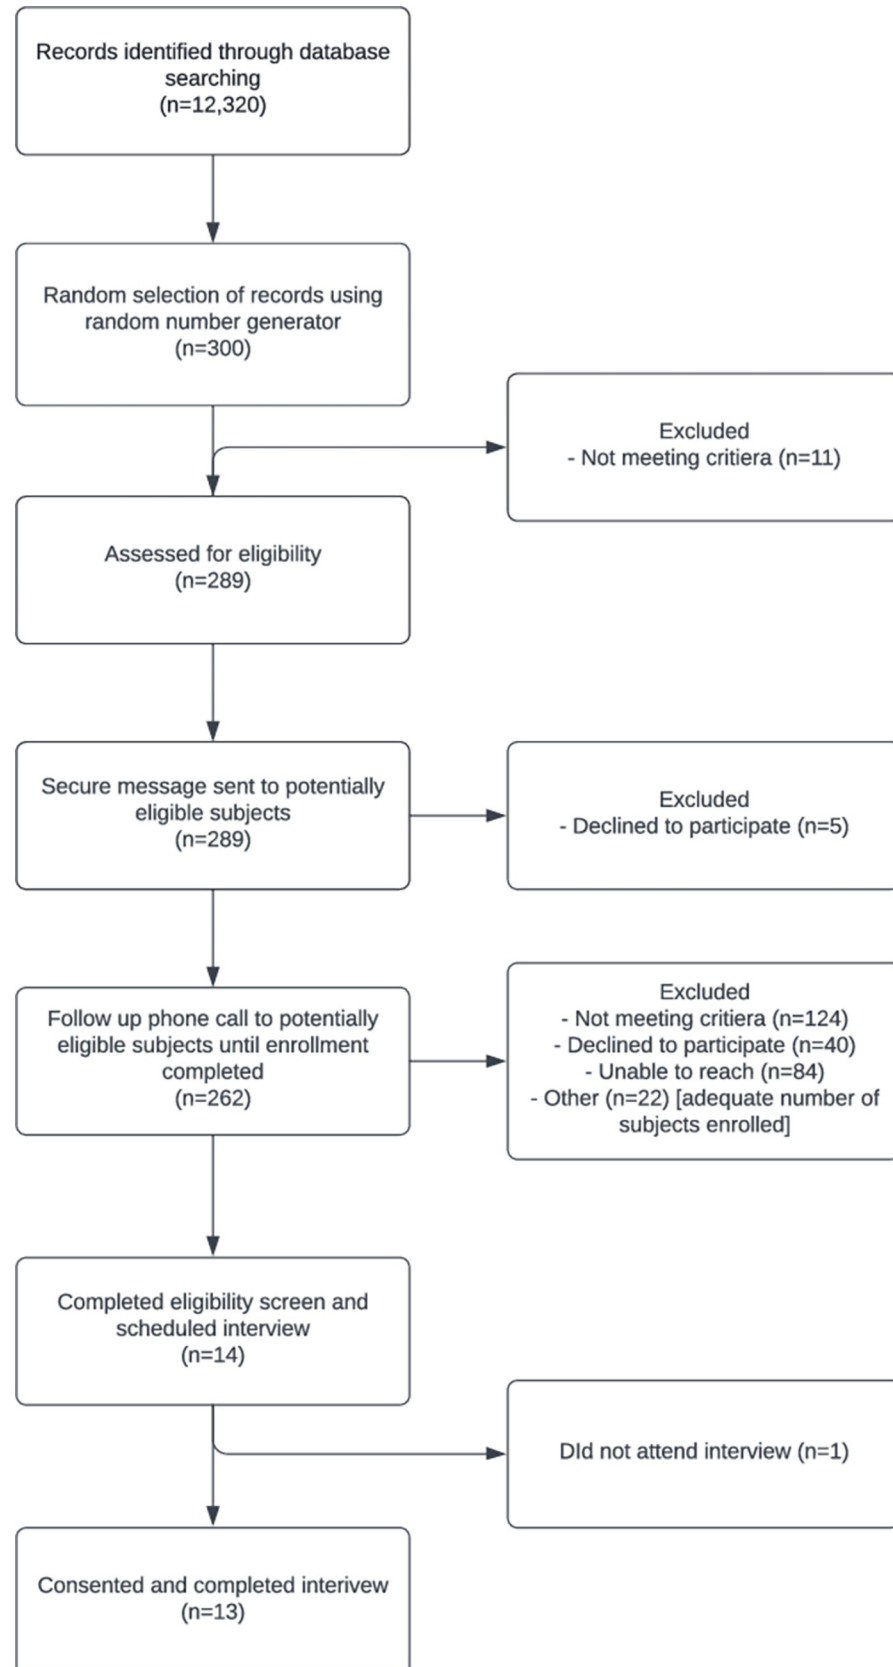 Records identified through database
searching
(n=12,320)
Random selection of records using
random number generator
(n=300)
Excluded
- Not meeting critiera (n=11)
Assessed for eligibility
(n=289)
Secure message sent to potentially
eligible subjects
(n=289)
Excluded
- Declined to participate (n=5)
Follow up phone call to potentially
eligible subjects until enrollment
completed
(n=262)
Excluded
- Not meeting critiera (n=124)
- Declined to participate (n=40)
- Unable to reach (n=84)
- Other (n=22) [adequate number of
subjects enrolled]
Completed eligibility screen and
scheduled interview
(n=14)
DId not attend interview (n=1)
Consented and completed interivew
(n=13)